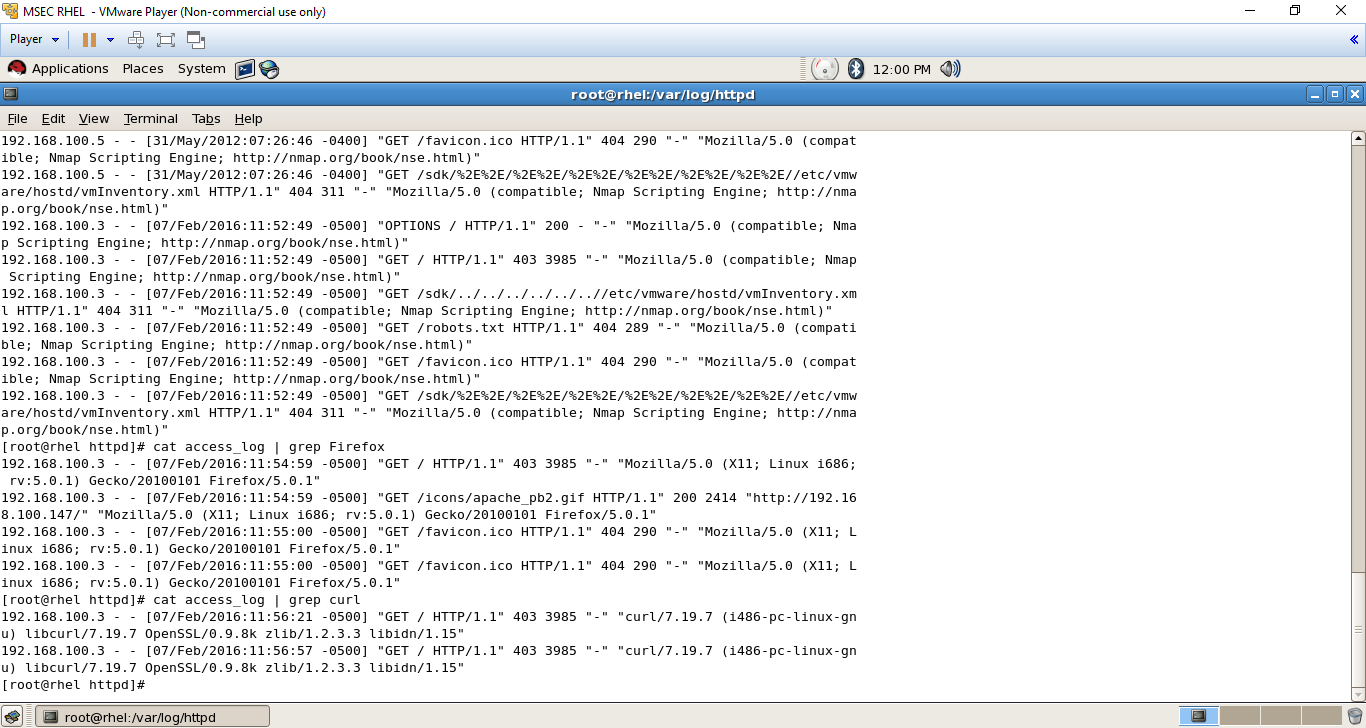 MSEC RHEL - VMware Player (Non-commercial use only)
Player
Applications Places System 12:00 PM
root@rhel:/var/log/httpd
File Edit View Terminal Tabs Help
192.168.100.5 - - [31/May/2012:07:26:46 -0400] "GET /favicon.ico HTTP/1.1" 404 290 "-" "Mozilla/5.0 (compat
ible; Nmap Scripting Engine; http://nmap.org/book/nse.html)"
192.168.100.5 - - [31/May/2012:07:26:46 -0400] "GET /sdk/%2E%2E/%2E%2E/%2E%2E/%2E%2E/%2E%2E/%2E%2E//etc/vmw
are/hostd/vmInventory.xml HTTP/1.1" 404 311 "-" "Mozilla/5.0 (compatible; Nmap Scripting Engine; http://nma
p.org/book/nse.html)"
192.168.100.3 - - [07/Feb/2016:11:52:49 -0500] "OPTIONS / HTTP/1.1" 200 - "-" "Mozilla/5.0 (compatible; Nma
p Scripting Engine; http://nmap.org/book/nse.html)"
192.168.100.3 - - [07/Feb/2016:11:52:49 -0500] "GET / HTTP/1.1" 403 3985 "-" "Mozilla/5.0 (compatible; Nmap
 Scripting Engine; http://nmap.org/book/nse.html)"
192.168.100.3 - - [07/Feb/2016:11:52:49 -0500] "GET /sdk/../../../../../..//etc/vmware/hostd/vmInventory.xm
l HTTP/1.1" 404 311 "-" "Mozilla/5.0 (compatible; Nmap Scripting Engine; http://nmap.org/book/nse.html)"
192.168.100.3 - - [07/Feb/2016:11:52:49 -0500] "GET /robots.txt HTTP/1.1" 404 289 "-" "Mozilla/5.0 (compati
ble; Nmap Scripting Engine; http://nmap.org/book/nse.html)"
192.168.100.3 - - [07/Feb/2016:11:52:49 -0500] "GET /favicon.ico HTTP/1.1" 404 290 "-" "Mozilla/5.0 (compat
ible; Nmap Scripting Engine; http://nmap.org/book/nse.html)"
192.168.100.3 - - [07/Feb/2016:11:52:49 -0500] "GET /sdk/%2E%2E/%2E%2E/%2E%2E/%2E%2E/%2E%2E/%2E%2E//etc/vmw
are/hostd/vmInventory.xml HTTP/1.1" 404 311 "-" "Mozilla/5.0 (compatible; Nmap Scripting Engine; http://nma
p.org/book/nse.html)"
[root@rhel httpd]# cat access_log | grep Firefox
192.168.100.3 - - [07/Feb/2016:11:54:59 -0500] "GET / HTTP/1.1" 403 3985 "-" "Mozilla/5.0 (X11; Linux i686;
 rv:5.0.1) Gecko/20100101 Firefox/5.0.1"
192.168.100.3 - - [07/Feb/2016:11:54:59 -0500] "GET /icons/apache_pb2.gif HTTP/1.1" 200 2414 "http://192.16
8.100.147/" "Mozilla/5.0 (X11; Linux i686; rv:5.0.1) Gecko/20100101 Firefox/5.0.1"
192.168.100.3 - - [07/Feb/2016:11:55:00 -0500] "GET /favicon.ico HTTP/1.1" 404 290 "-" "Mozilla/5.0 (X11; L
inux i686; rv:5.0.1) Gecko/20100101 Firefox/5.0.1"
192.168.100.3 - - [07/Feb/2016:11:55:00 -0500] "GET /favicon.ico HTTP/1.1" 404 290 "-" "Mozilla/5.0 (X11; L
inux i686; rv:5.0.1) Gecko/20100101 Firefox/5.0.1"
[root@rhel httpd]# cat access_log | grep curl
192.168.100.3 - - [07/Feb/2016:11:56:21 -0500] "GET / HTTP/1.1" 403 3985 "-" "curl/7.19.7 (i486-pc-linux-gn
u) libcurl/7.19.7 OpenSSL/0.9.8k zlib/1.2.3.3 libidn/1.15"
192.168.100.3 - - [07/Feb/2016:11:56:57 -0500] "GET / HTTP/1.1" 403 3985 "-" "curl/7.19.7 (i486-pc-linux-gn
u) libcurl/7.19.7 OpenSSL/0.9.8k zlib/1.2.3.3 libidn/1.15"
[root@rhel httpd]#
root@rhel:/var/log/httpd